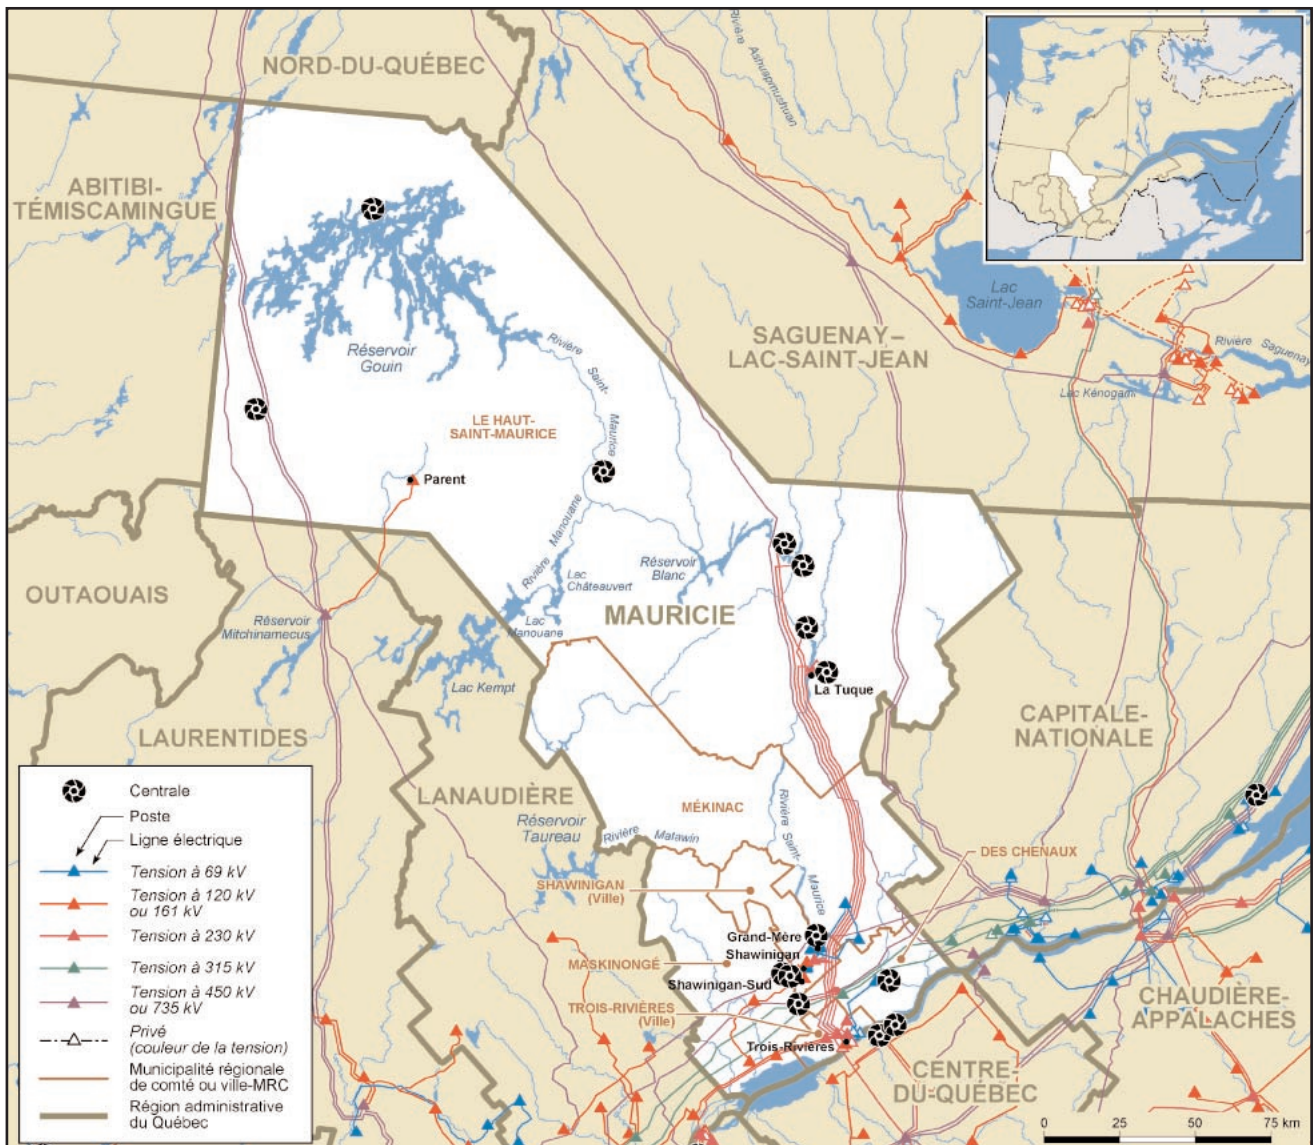 NORD-DU-QUÉBEC
ABITIBI-
TÉMISCAMINGUE
Rivière
Ashuapmushuan
Lac
Saint-Jean
SAGUENAY–
LAC-SAINT-JEAN
Rivière
Saguenay
Lac Kénogami
Réservoir
Gouin
Rivière
Saint-
Maurice
LE HAUT-
SAINT-MAURICE
Parent
Rivière
Manouane
Lac
Châteauvert
Réservoir
Blanc
MAURICIE
Lac
Manouane
OUTAOUAIS
Réservoir
Mitchinamecus
Lac Kempt
La Tuque
CAPITALE-
NATIONALE
LAURENTIDES
LANAUDIÈRE
Réservoir
Taureau
Rivière
Matawin
MÉKINAC
Rivière
Saint-
Maurice
DES CHENAUX
SHAWINIGAN
(Ville)
Grand-Mère
Shawinigan
MASKINONGÉ
Shawinigan-Sud
TROIS-RIVIÈRES
(Ville)
Trois-Rivières
CHAUDIÈRE-
APPALACHES
CENTRE-
DU-QUÉBEC
Centrale
Poste
Ligne électrique
Tension à 69 kV
Tension à 120 kV
ou 161 kV
Tension à 230 kV
Tension à 315 kV
Tension à 450 kV
ou 735 kV
Privé
(couleur de la tension)
Municipalité régionale
de comté ou ville-MRC
Région administrative
du Québec
0 25 50 75 km